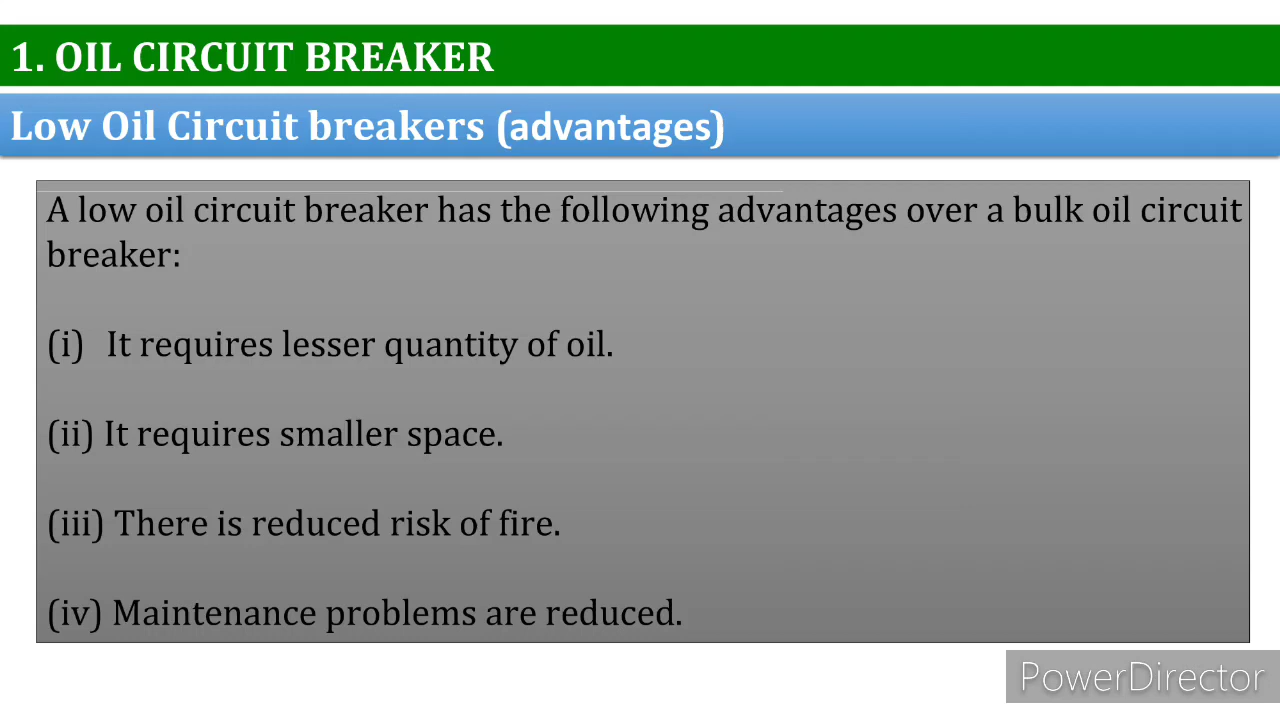 1. OIL CIRCUIT BREAKER
Low Oil Circuit breakers (advantages)
A low oil circuit breaker has the following advantages over a bulk oil circuit
breaker:
(i) It requires lesser quantity of oil.
(ii) It requires smaller space.
(iii) There is reduced risk of fire.
(iv) Maintenance problems are reduced.
PowerDirector